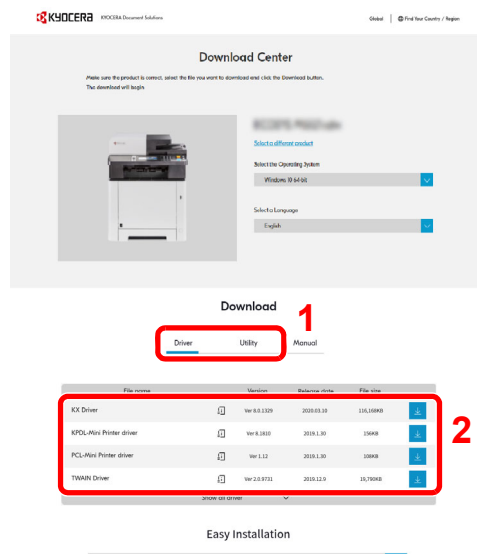 KYOCERA KYOCERA Document Solutions Global Find Your Country / Region
Download Center
Make sure the product is correct, select the file you want to download and click the Download button.
The download will begin
Select a different product
Select the Operating System
Windows 10 64-bit
Select a Language
English
Download
1
Driver Utility Manual
File name Version Release date File size
KX Driver Ver 8.0.1329 2020.03.10
KPDL-Mini Printer driver Ver 8.1810 2019.1.30 156KB
2
PCL-Mini Printer driver Ver 1.12 2019.1.30 108KB
TWAIN Driver Ver 2.0.9731 2019.12.9 19,790KB
Show all driver
Easy Installation